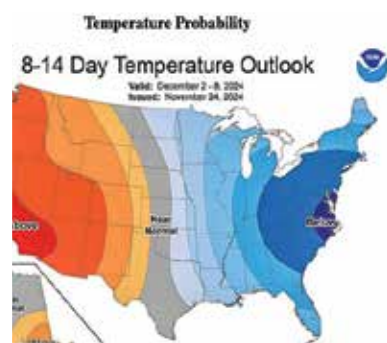 Temperature Probability
8-14 Day Temperature Outlook
Valid: December 2 - 8, 2024
Issued: November 24, 2024
bove
Near
Normal
Below